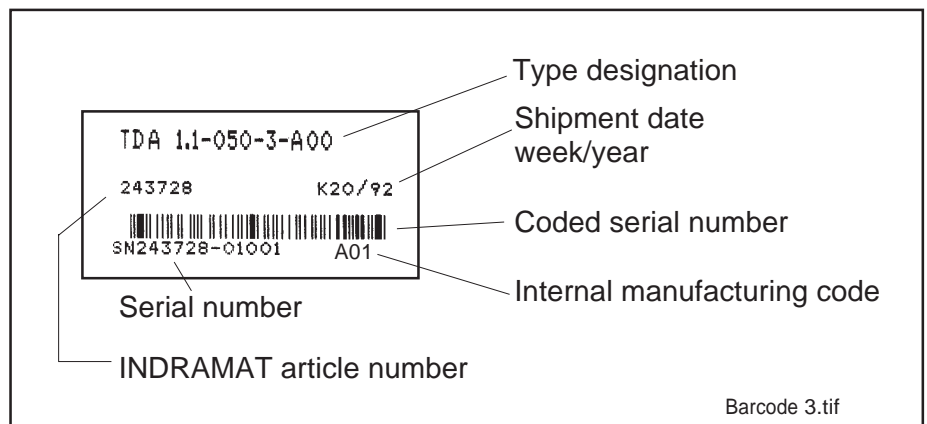 Type designation
Shipment date
week/year
TDA 1.1-050-3-A00
243728 K20/92
Coded serial number
SN243728-01001 A01
Internal manufacturing code
Serial number
INDRAMAT article number
Barcode 3.tif